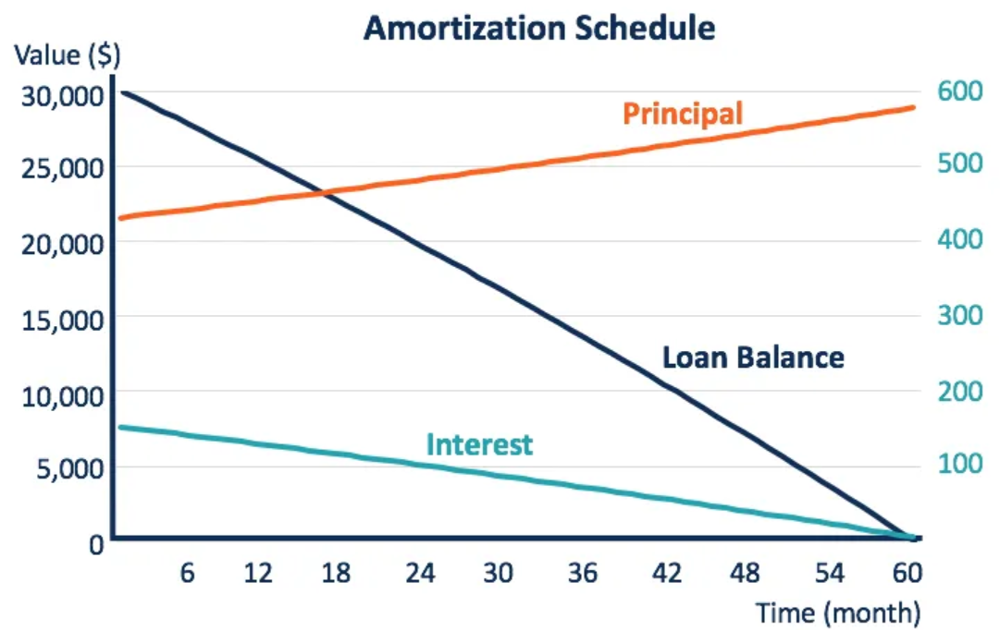 Amortization Schedule
Value ($)
30,000
600
Principal
25,000
500
20,000
400
15,000
300
Loan Balance
10,000
200
Interest
5,000
100
0
6 12 18 24 30 36 42 48 54 60
Time (month)